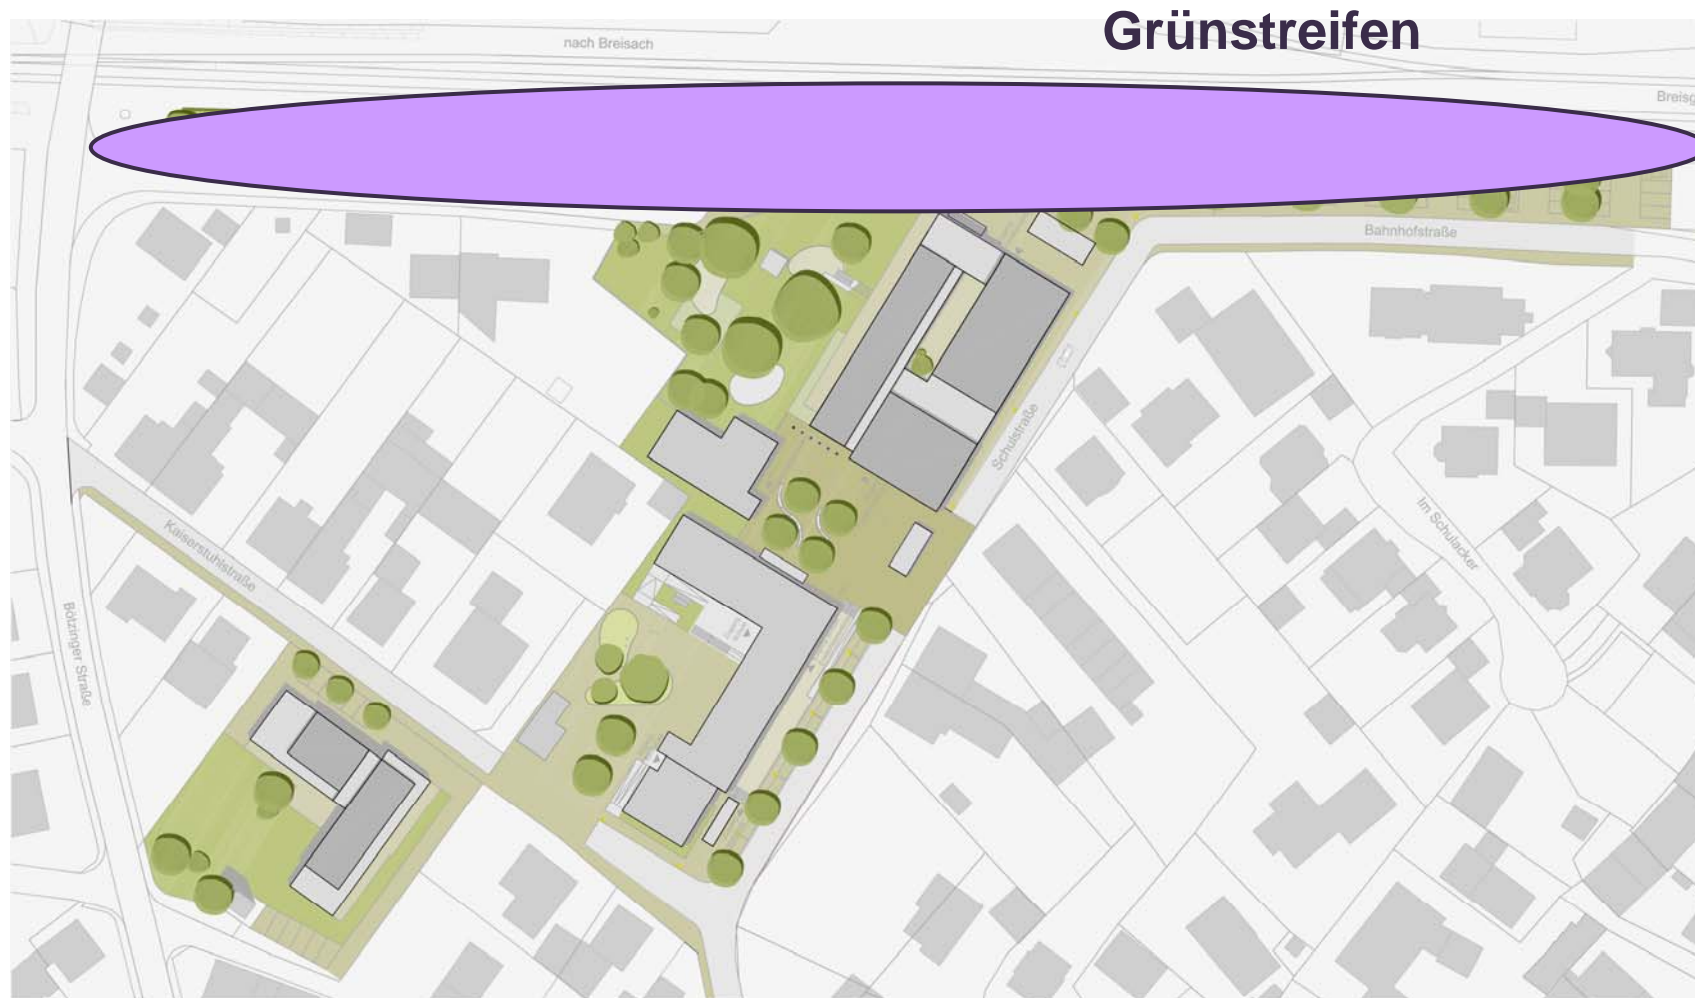 Grünstreifen
nach Breisach
Bahnhofstraße
Schulstraße
Im Schulacker
Kaiserstuhlstraße
Bötzinger Straße